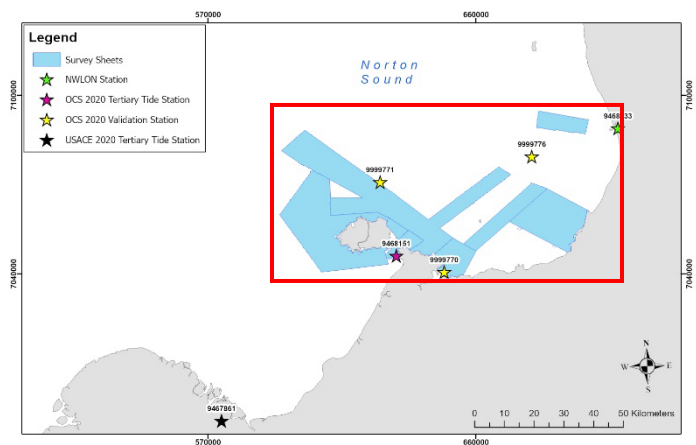 570000
660000
Legend
Survey Sheets
NWLON Station
OCS 2020 Tertiary Tide Station
OCS 2020 Validation Station
USACE 2020 Tertiary Tide Station
Norton
Sound
7100000
7100000
9999776
9999771
9468151
9999770
7040000
7040000
N
W E
S
9467861
0 10 20 30 40 50 Kilometers
570000
660000